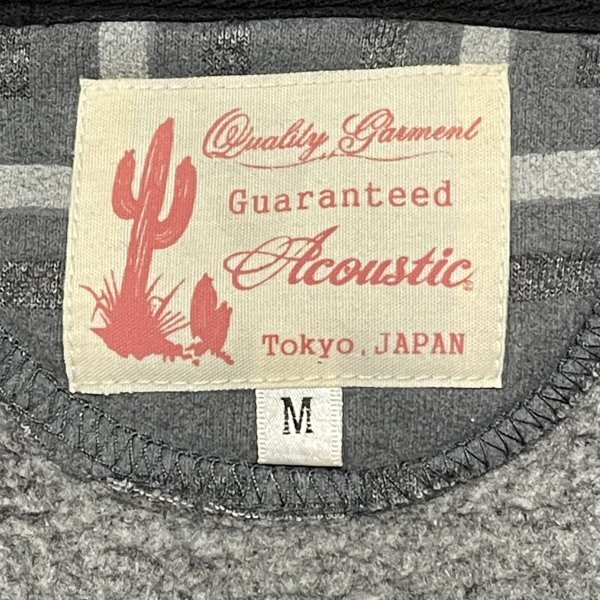 Quality Garment
Guaranteed
Acoustic
Tokyo, JAPAN
M